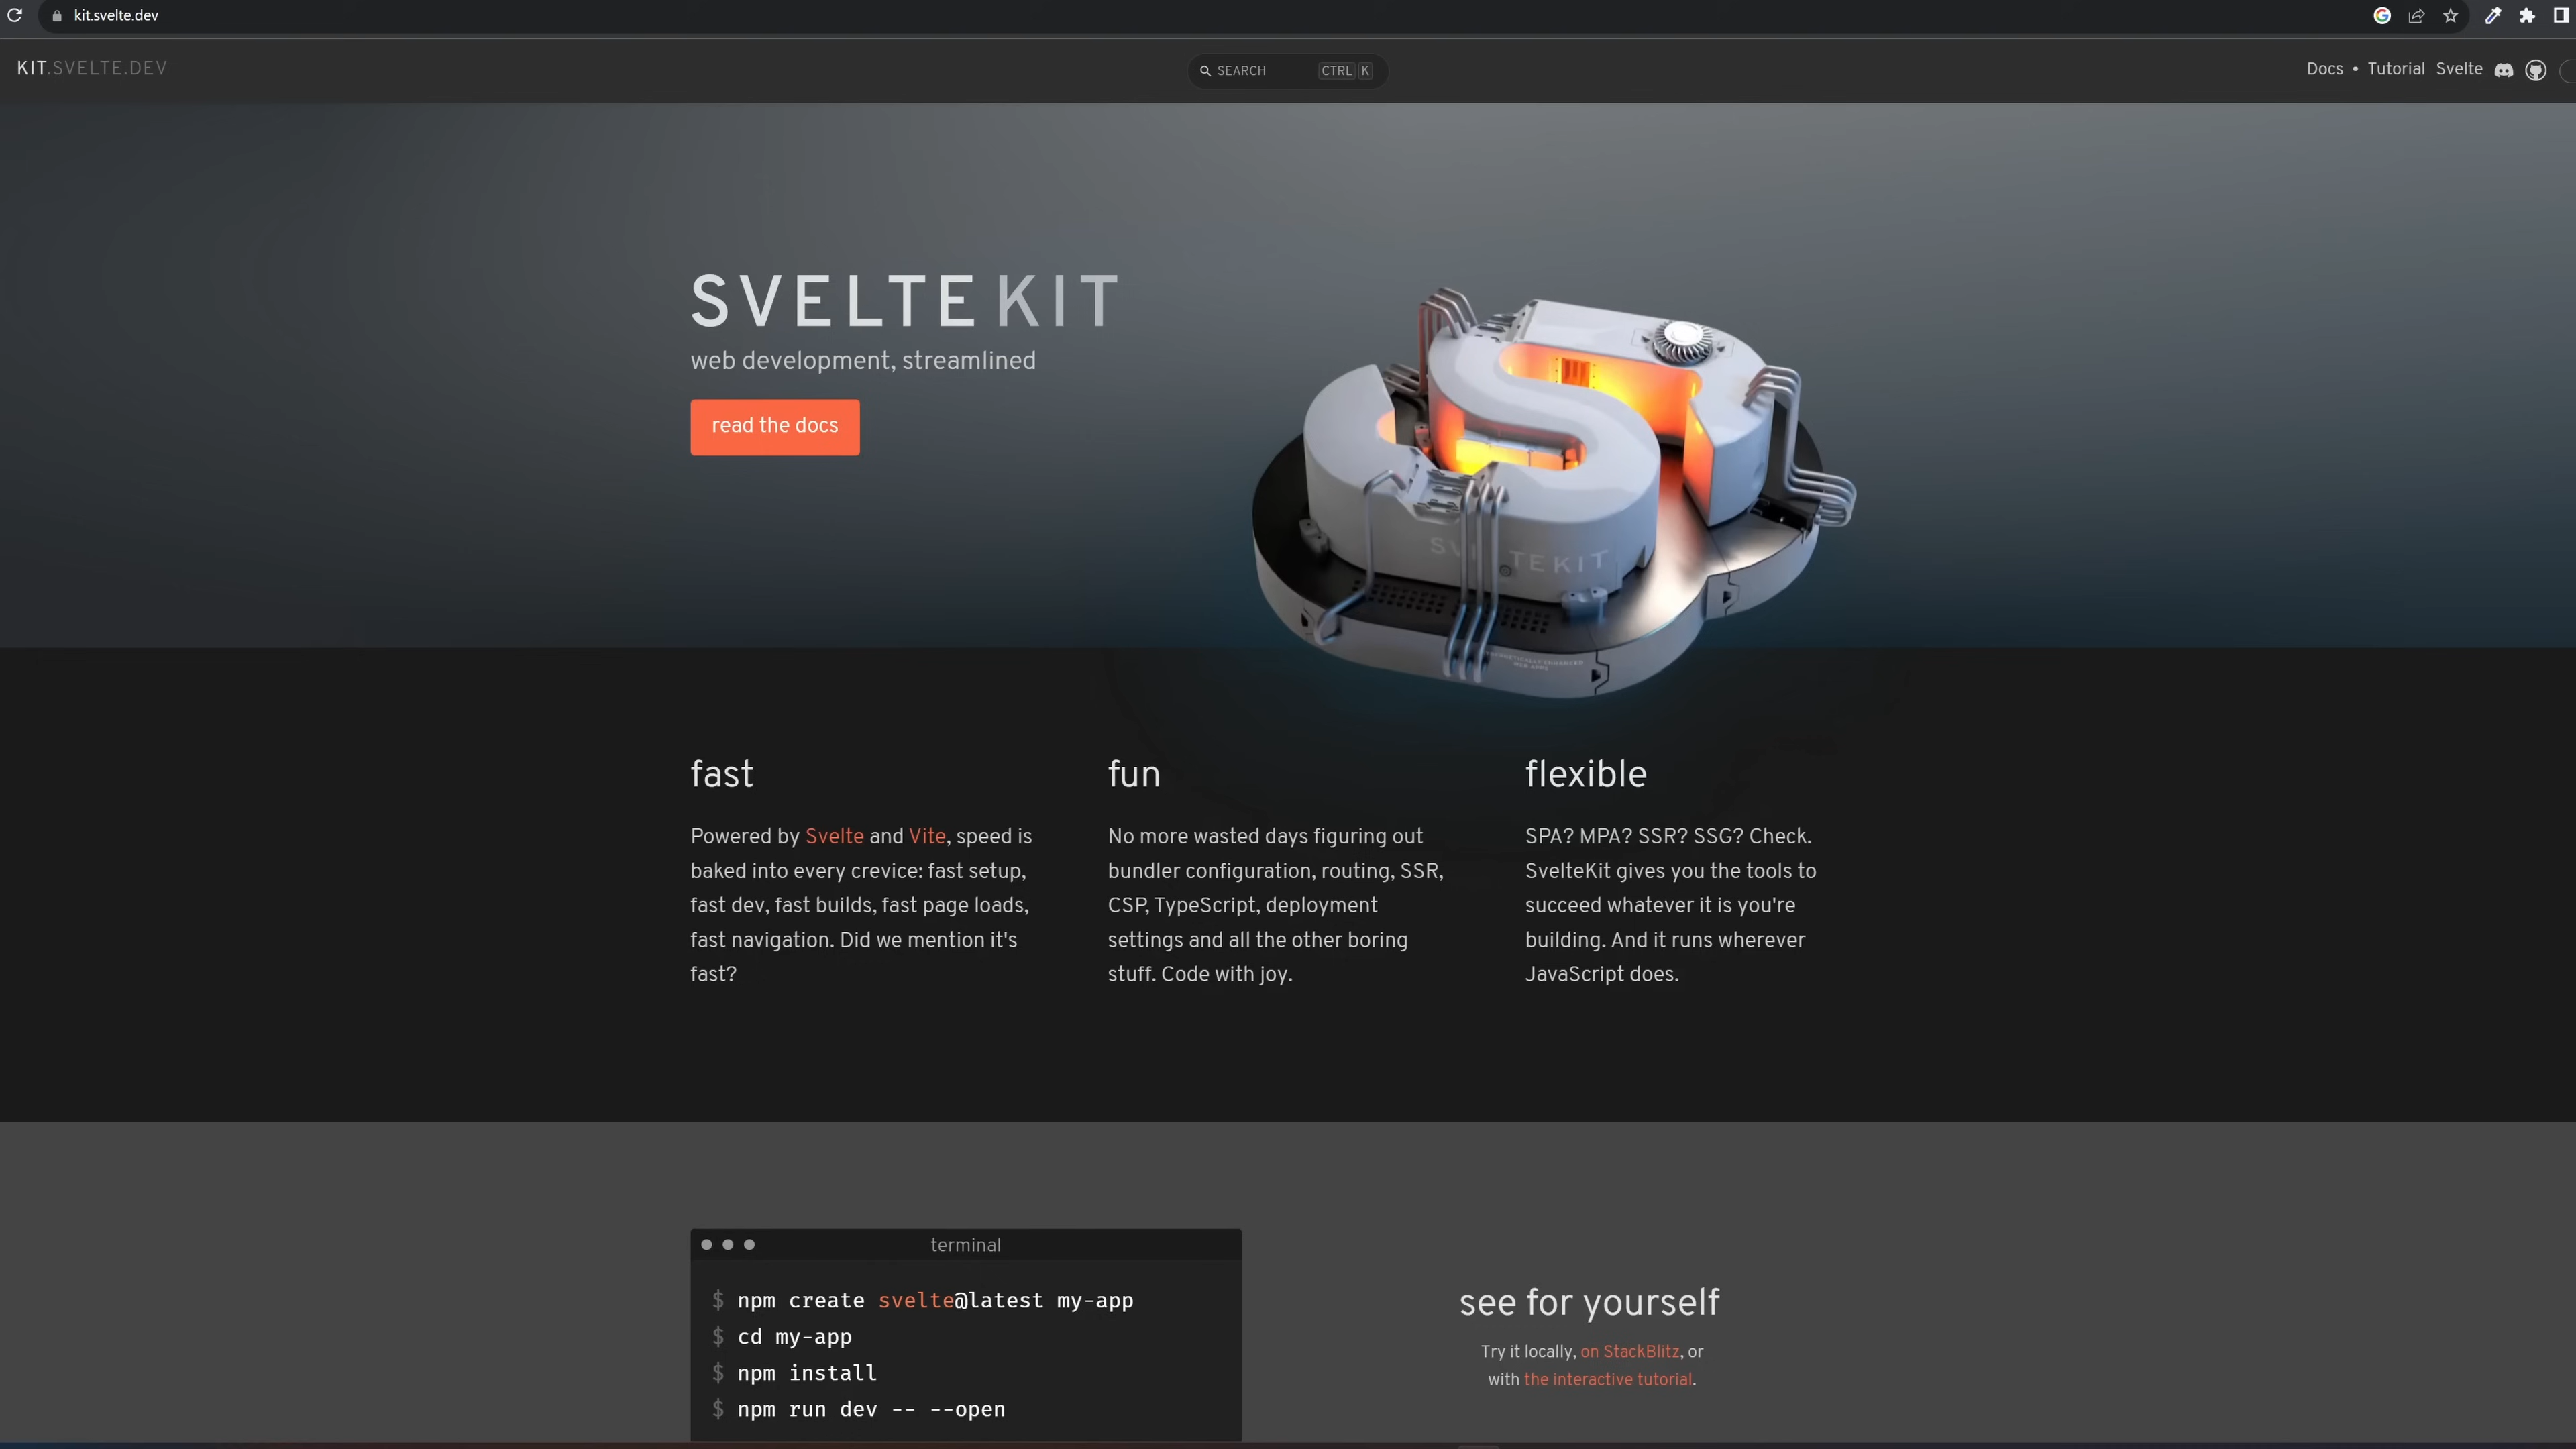 kit.svelte.dev
KIT.SVELTE.DEV
SEARCH CTRL K
Docs • Tutorial Svelte
SVELTE KIT
web development, streamlined
read the docs
SV TEKIT
WEB APPS
fast
Powered by Svelte and Vite, speed is
baked into every crevice: fast setup,
fast dev, fast builds, fast page loads,
fast navigation. Did we mention it's
fast?
fun
No more wasted days figuring out
bundler configuration, routing, SSR,
CSP, TypeScript, deployment
settings and all the other boring
stuff. Code with joy.
flexible
SPA? MPA? SSR? SSG? Check.
SvelteKit gives you the tools to
succeed whatever it is you're
building. And it runs wherever
JavaScript does.
terminal
$ npm create svelte@latest my-app
$ cd my-app
$ npm install
$ npm run dev -- --open
see for yourself
Try it locally, on StackBlitz, or
with the interactive tutorial.